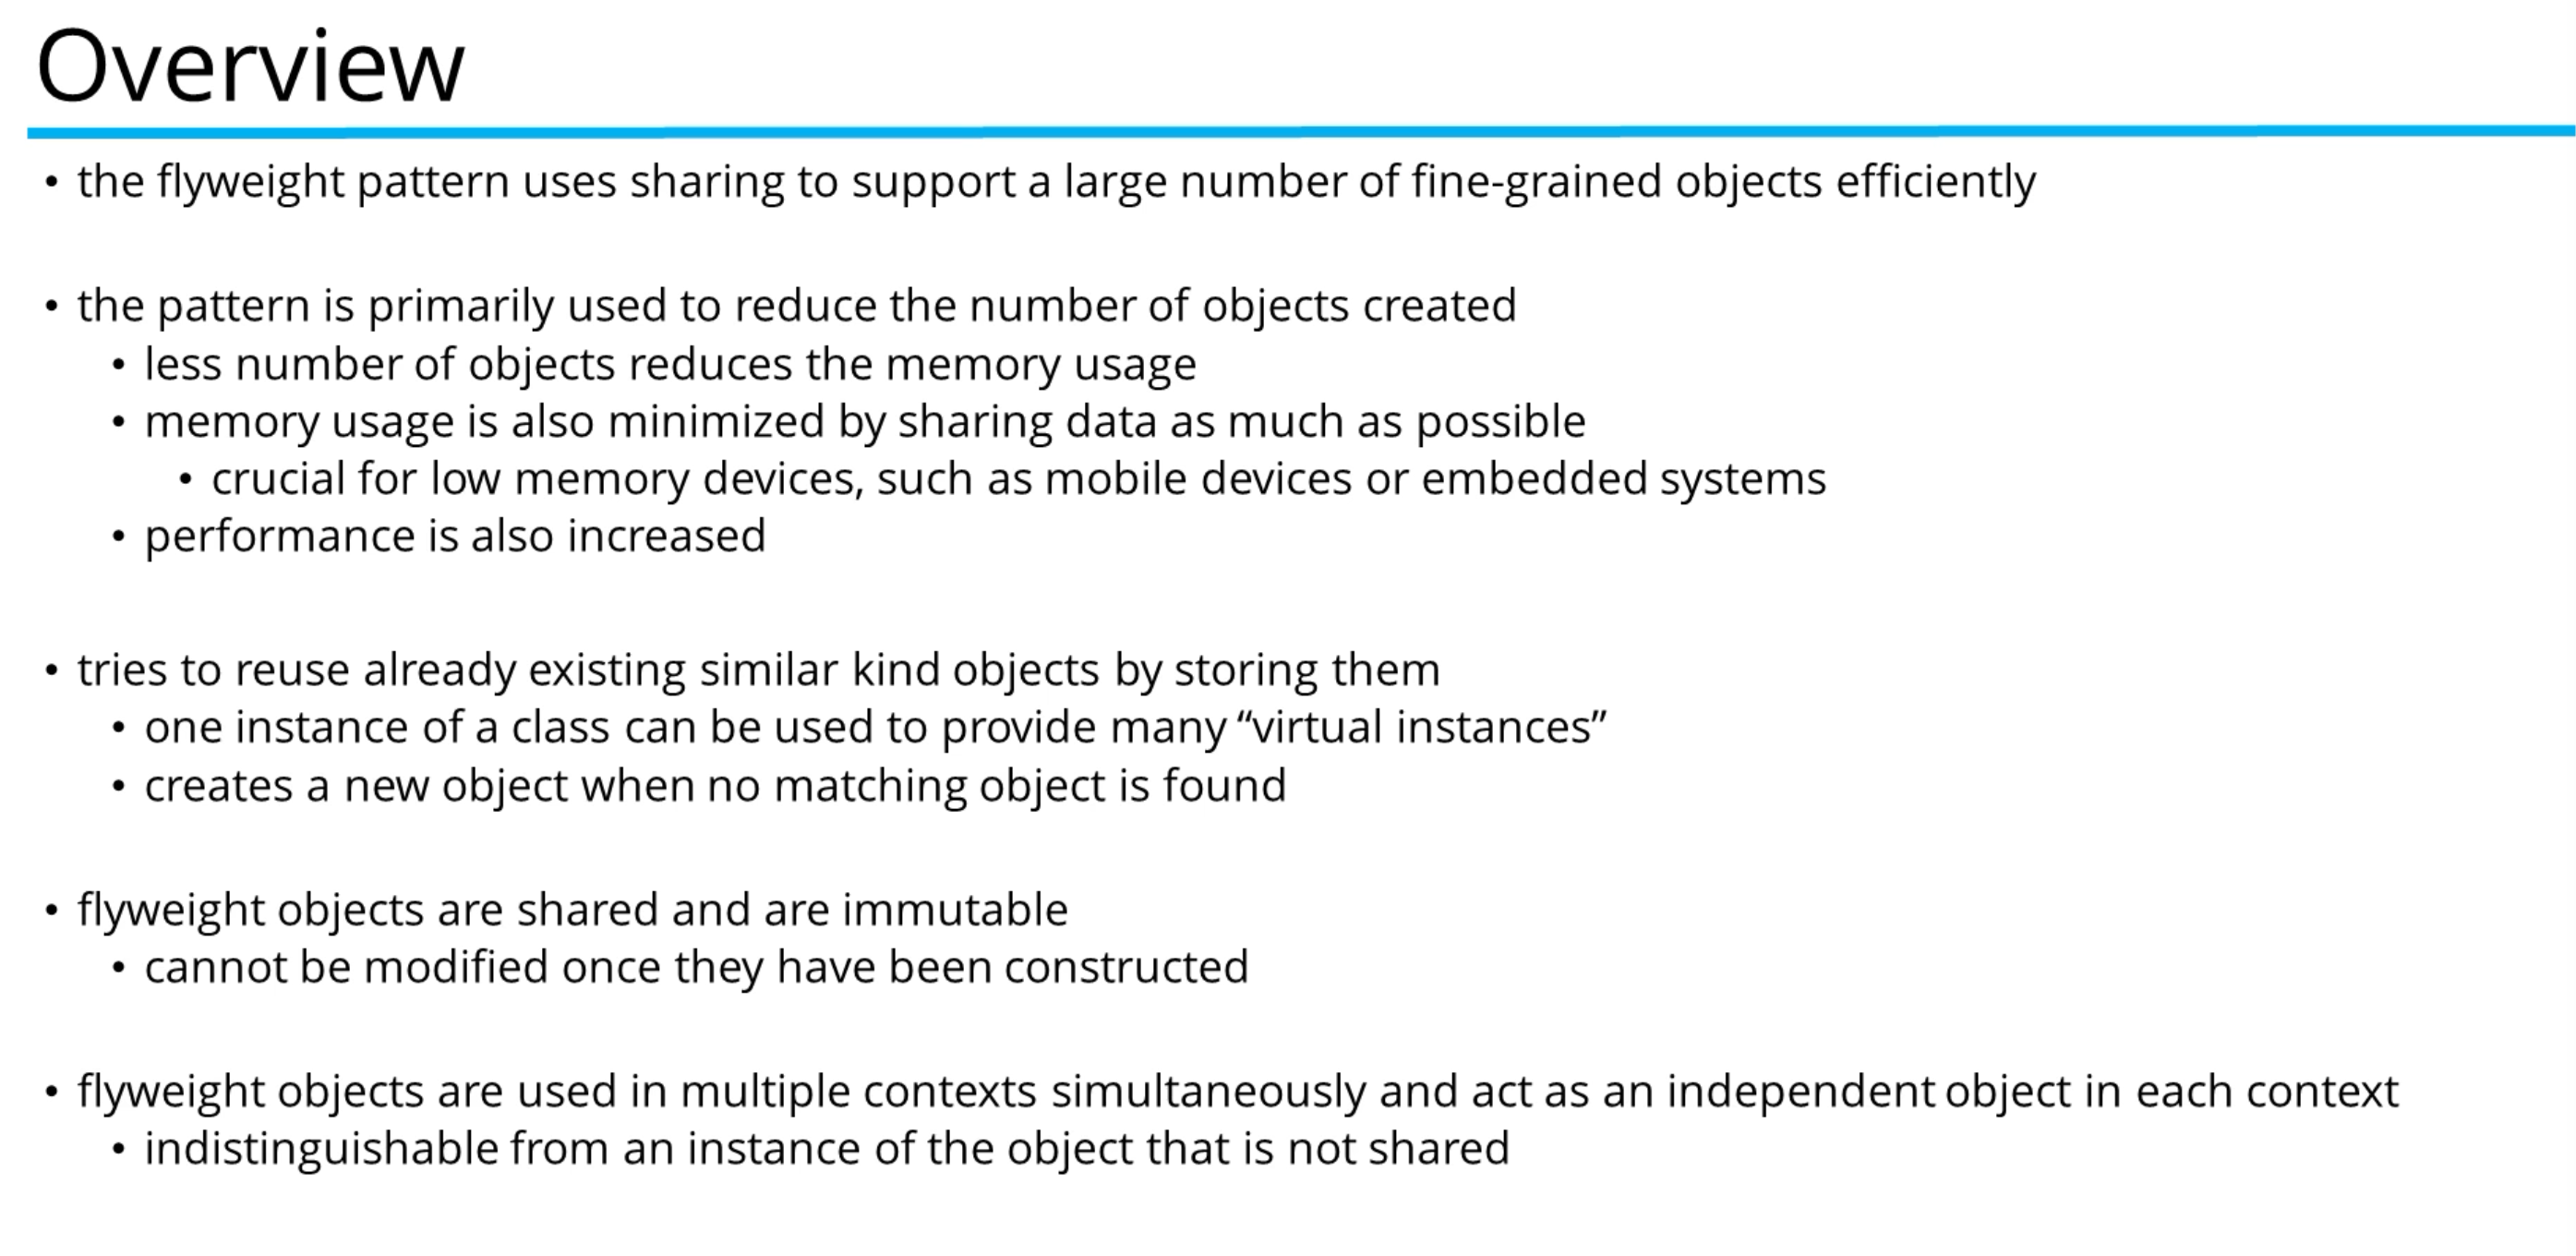 Overview
• the flyweight pattern uses sharing to support a large number of fine-grained objects efficiently
• the pattern is primarily used to reduce the number of objects created
• less number of objects reduces the memory usage
• memory usage is also minimized by sharing data as much as possible
• crucial for low memory devices, such as mobile devices or embedded systems
• performance is also increased
• tries to reuse already existing similar kind objects by storing them
• one instance of a class can be used to provide many “virtual instances”
• creates a new object when no matching object is found
• flyweight objects are shared and are immutable
• cannot be modified once they have been constructed
• flyweight objects are used in multiple contexts simultaneously and act as an independent object in each context
• indistinguishable from an instance of the object that is not shared